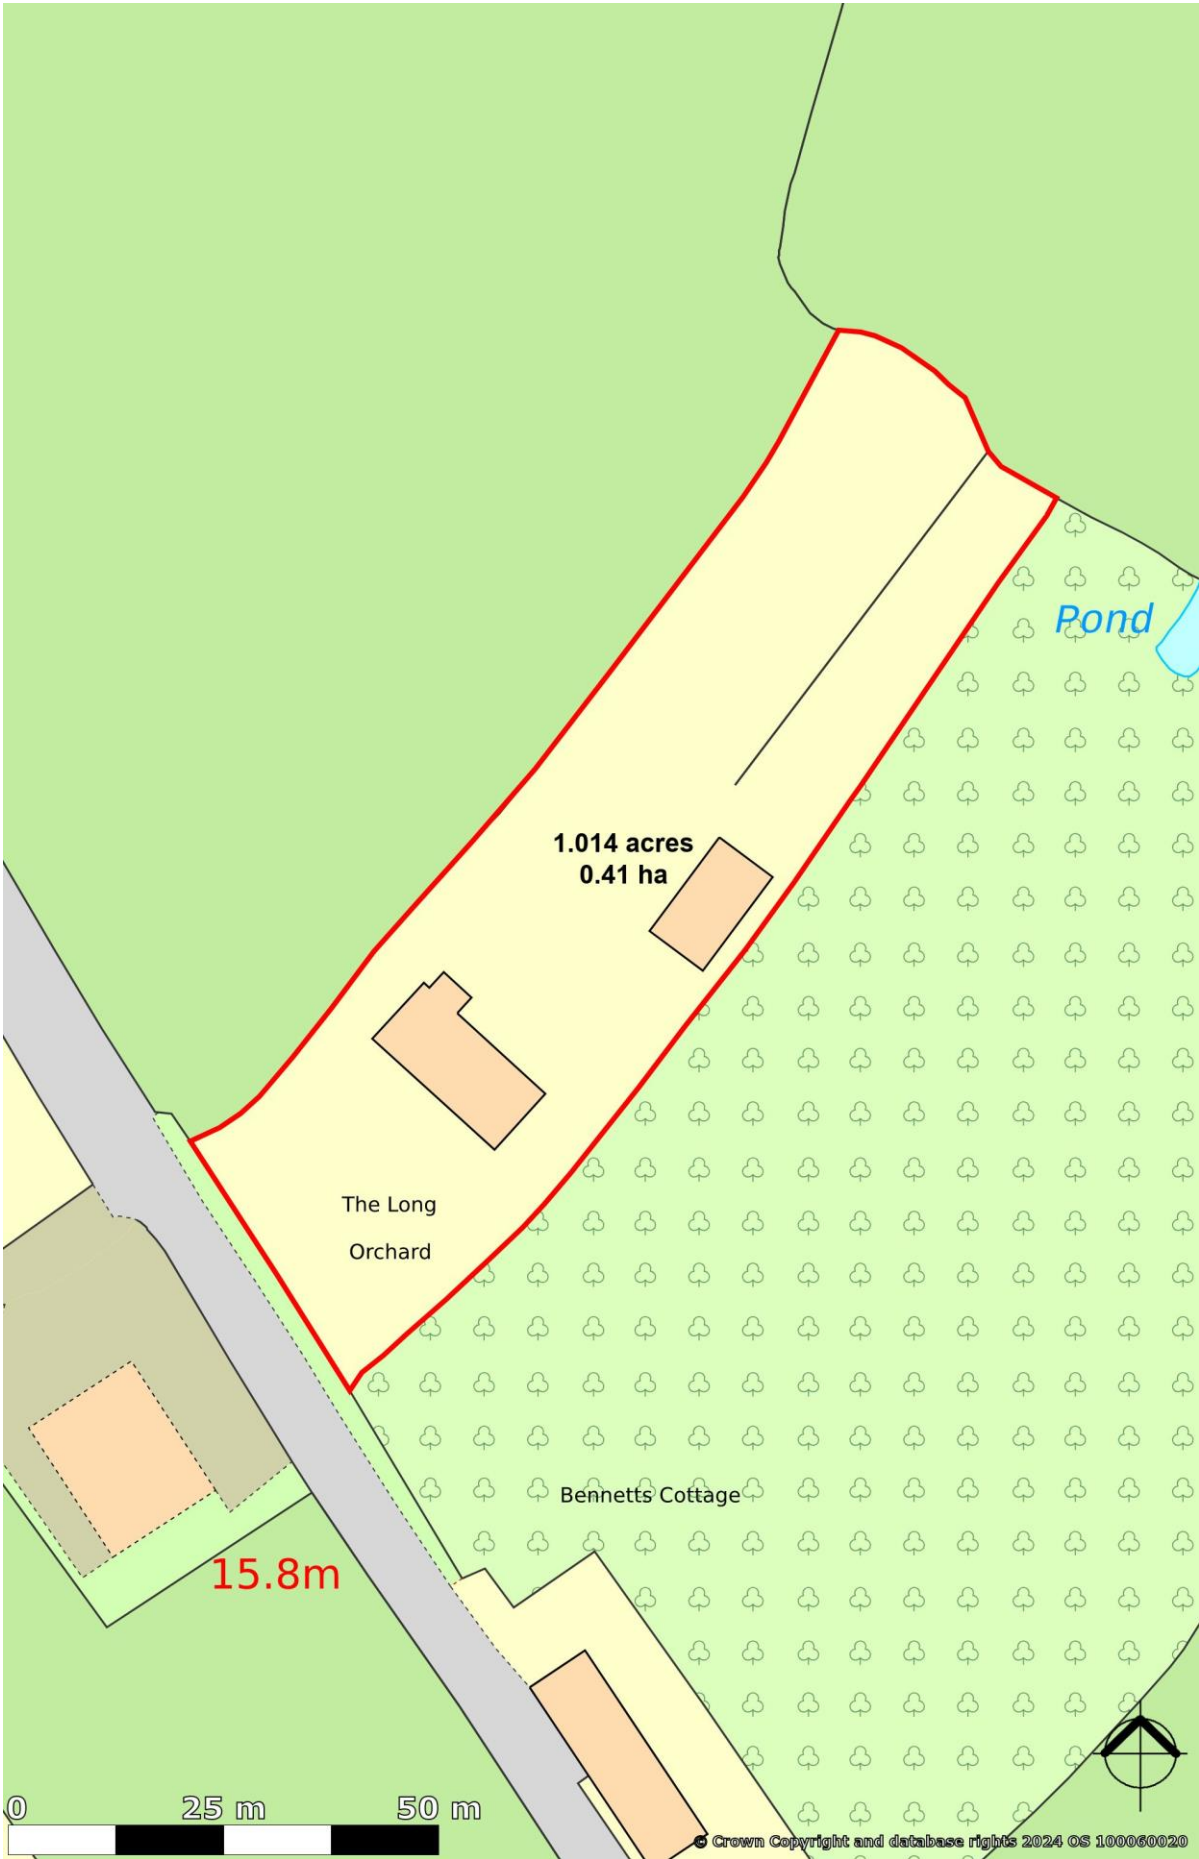 Pond
1.014 acres
0.41 ha
The Long
Orchard
Bennetts Cottage
15.8m
0 25 m 50 m
© Crown Copyright and database rights 2024 OS 100060020